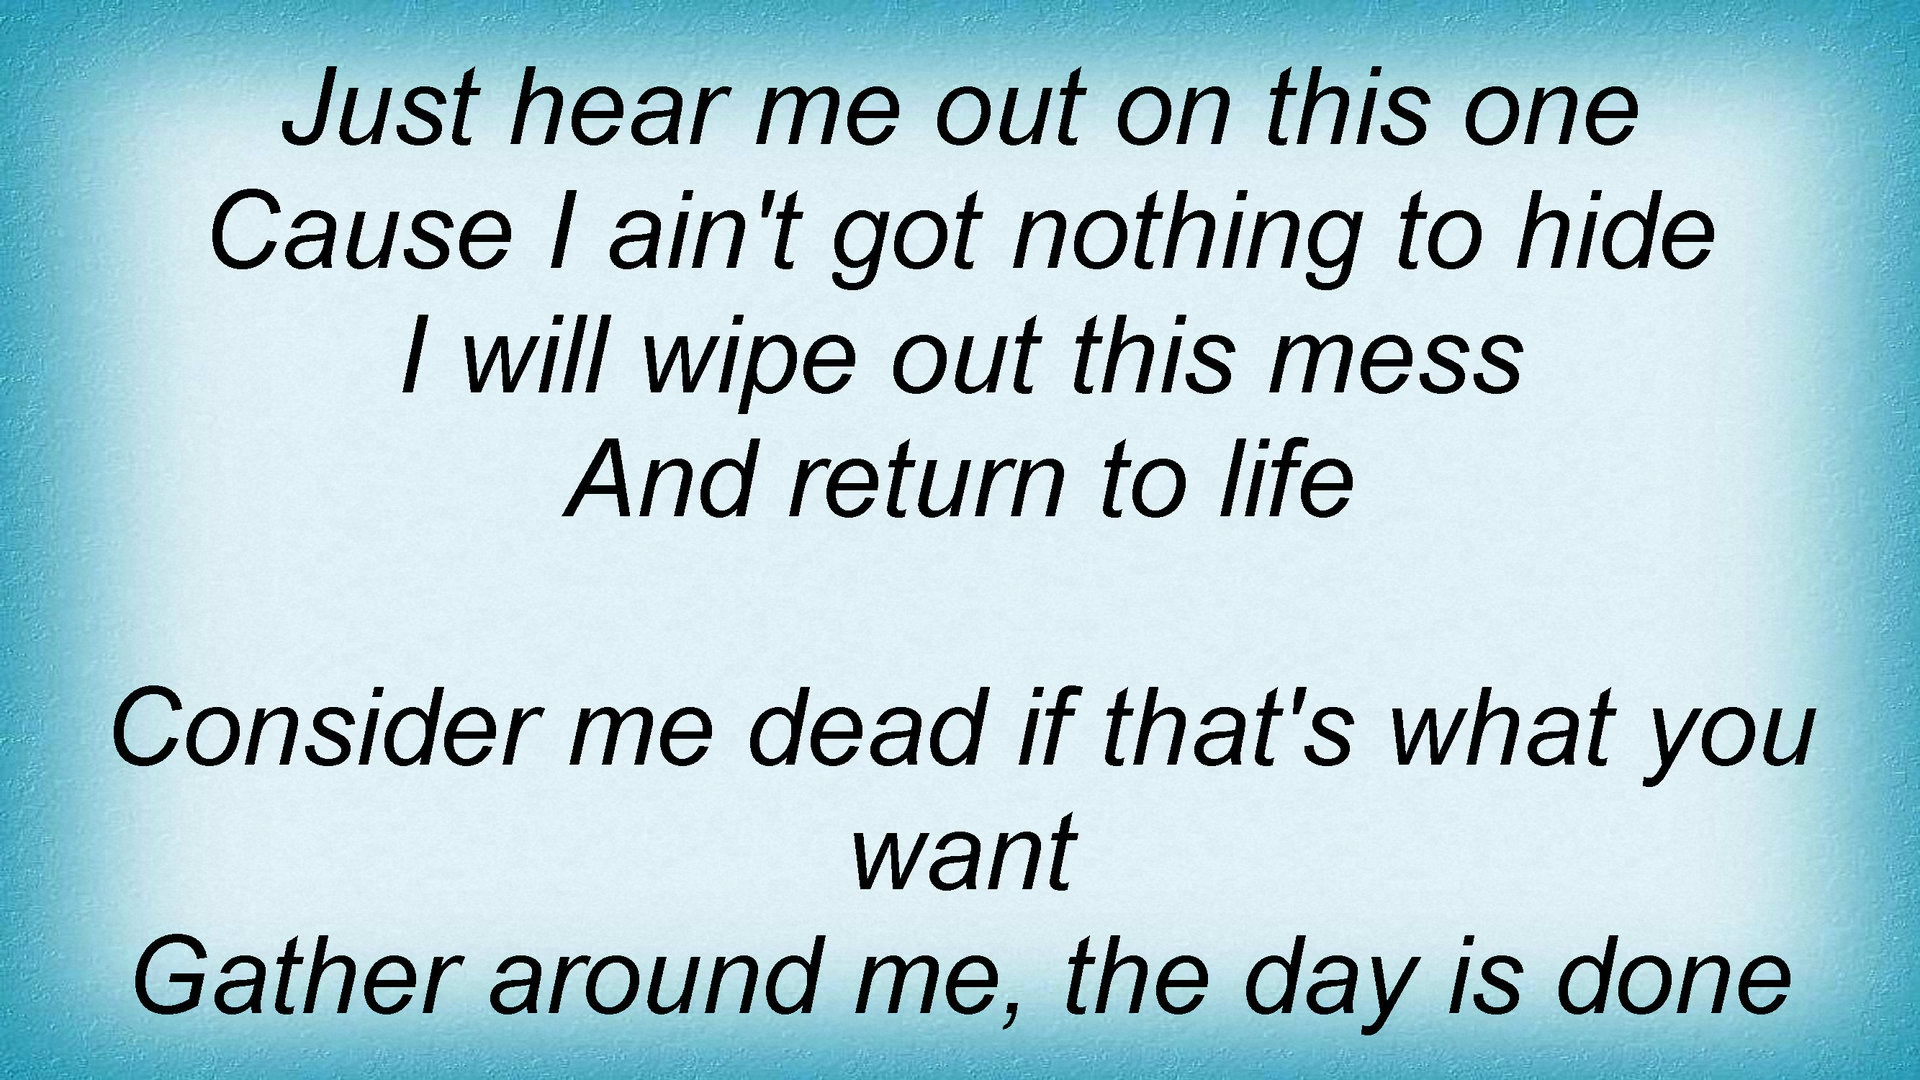 Just hear me out on this one
Cause I ain't got nothing to hide
I will wipe out this mess
And return to life
Consider me dead if that's what you
want
Gather around me, the day is done